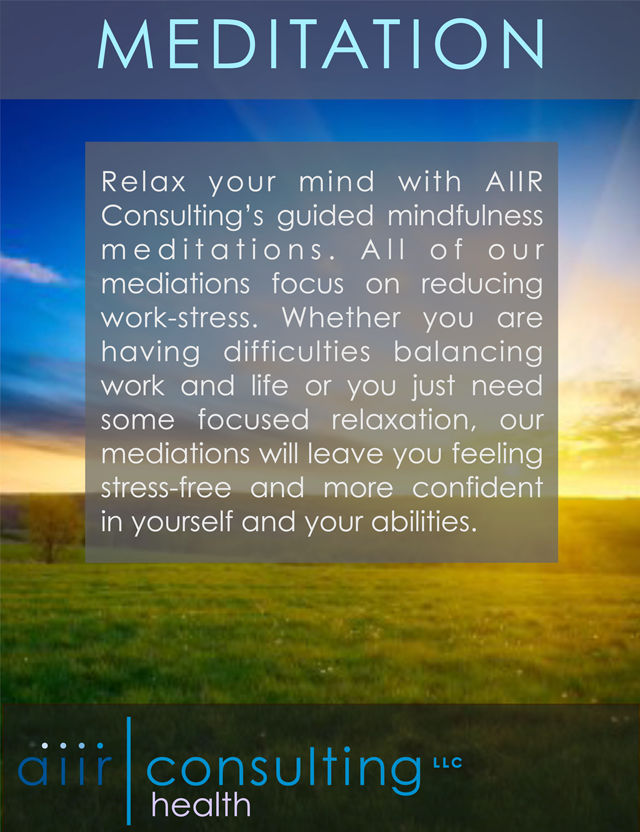 MEDITATION
Relax your mind with AIIR
Consulting’s guided mindfulness
meditations. All of our
mediations focus on reducing
work-stress. Whether you are
having difficulties balancing
work and life or you just need
some focused relaxation, our
mediations will leave you feeling
stress-free and more confident
in yourself and your abilities.
aiir consulting LLC
health